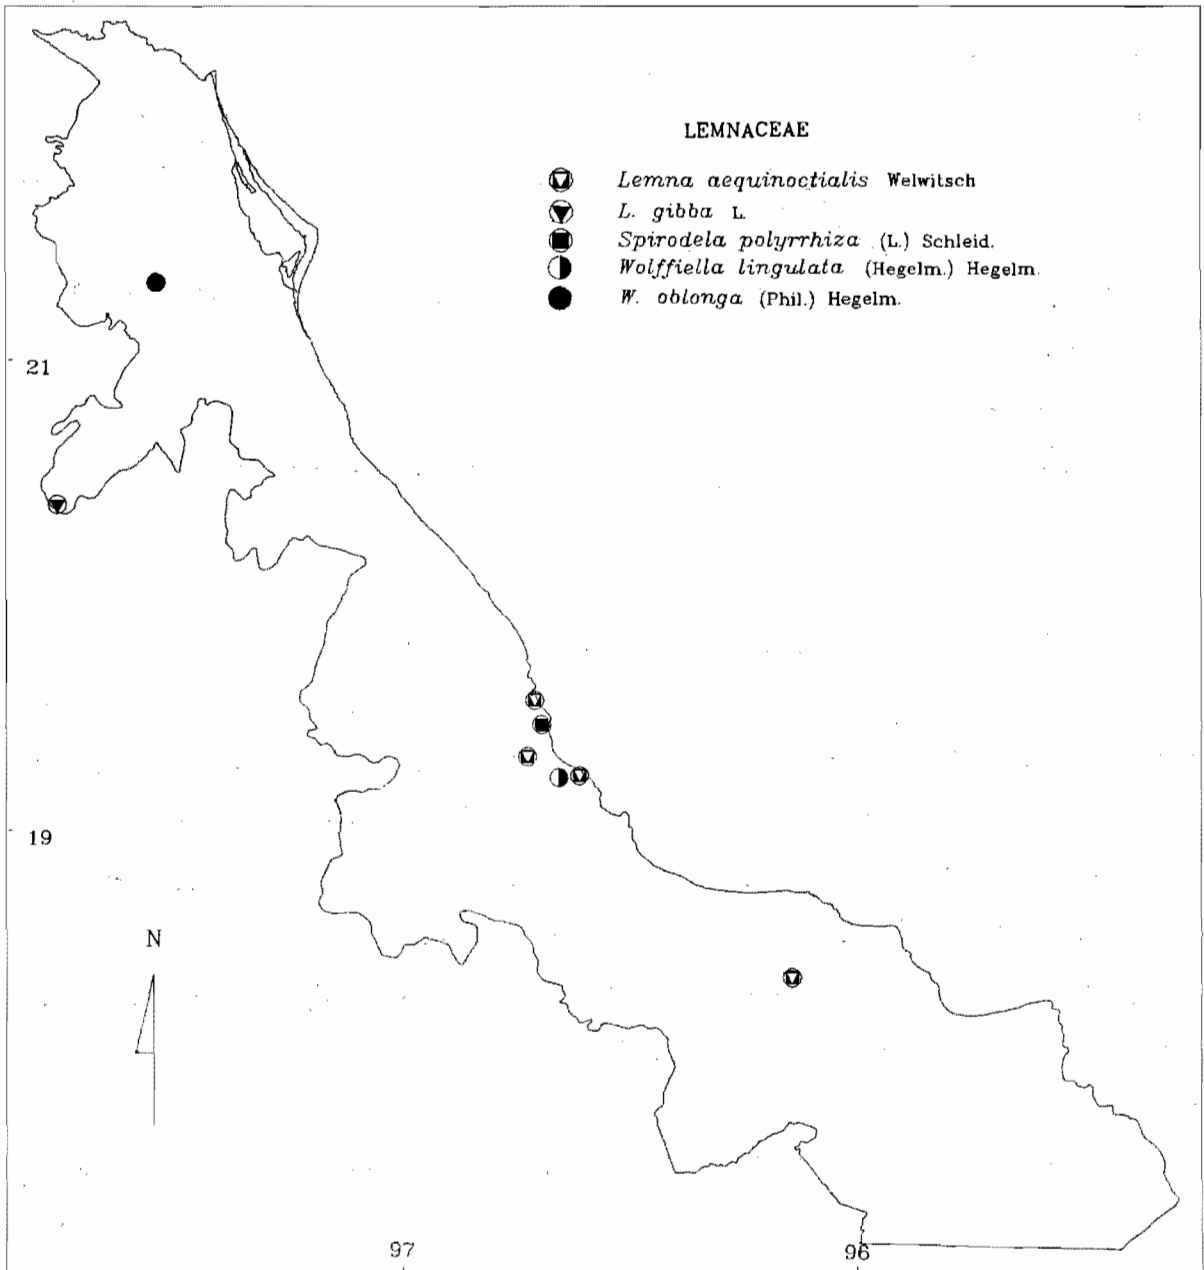 LEMNACEAE
Lemna aequinoctialis Welwitsch
L. gibba L.
Spirodela polyrrhiza (L.) Schleid.
Wolffiella lingulata (Hegelm.) Hegelm.
W. oblonga (Phil.) Hegelm.
21
19
N
97
96